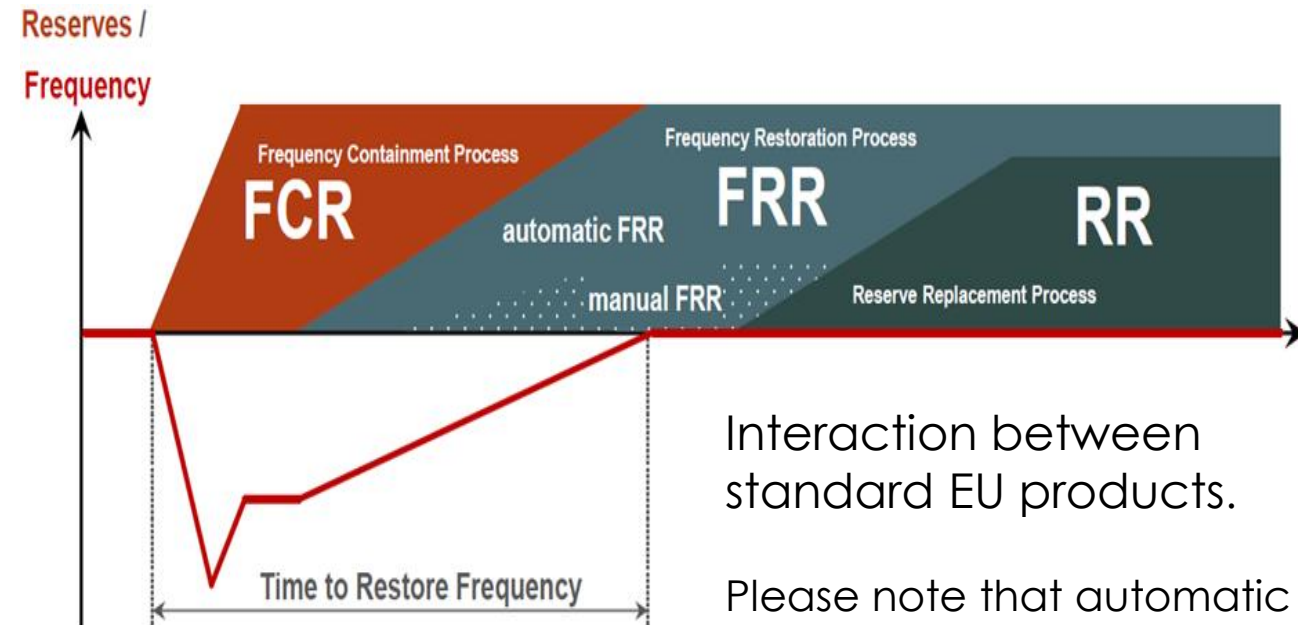 Reserves /
Frequency
Frequency Containment Process
FCR
Frequency Restoration Process
FRR
automatic FRR
manual FRR
RR
Reserve Replacement Process
Time to Restore Frequency
Interaction between
standard EU products.
Please note that automatic